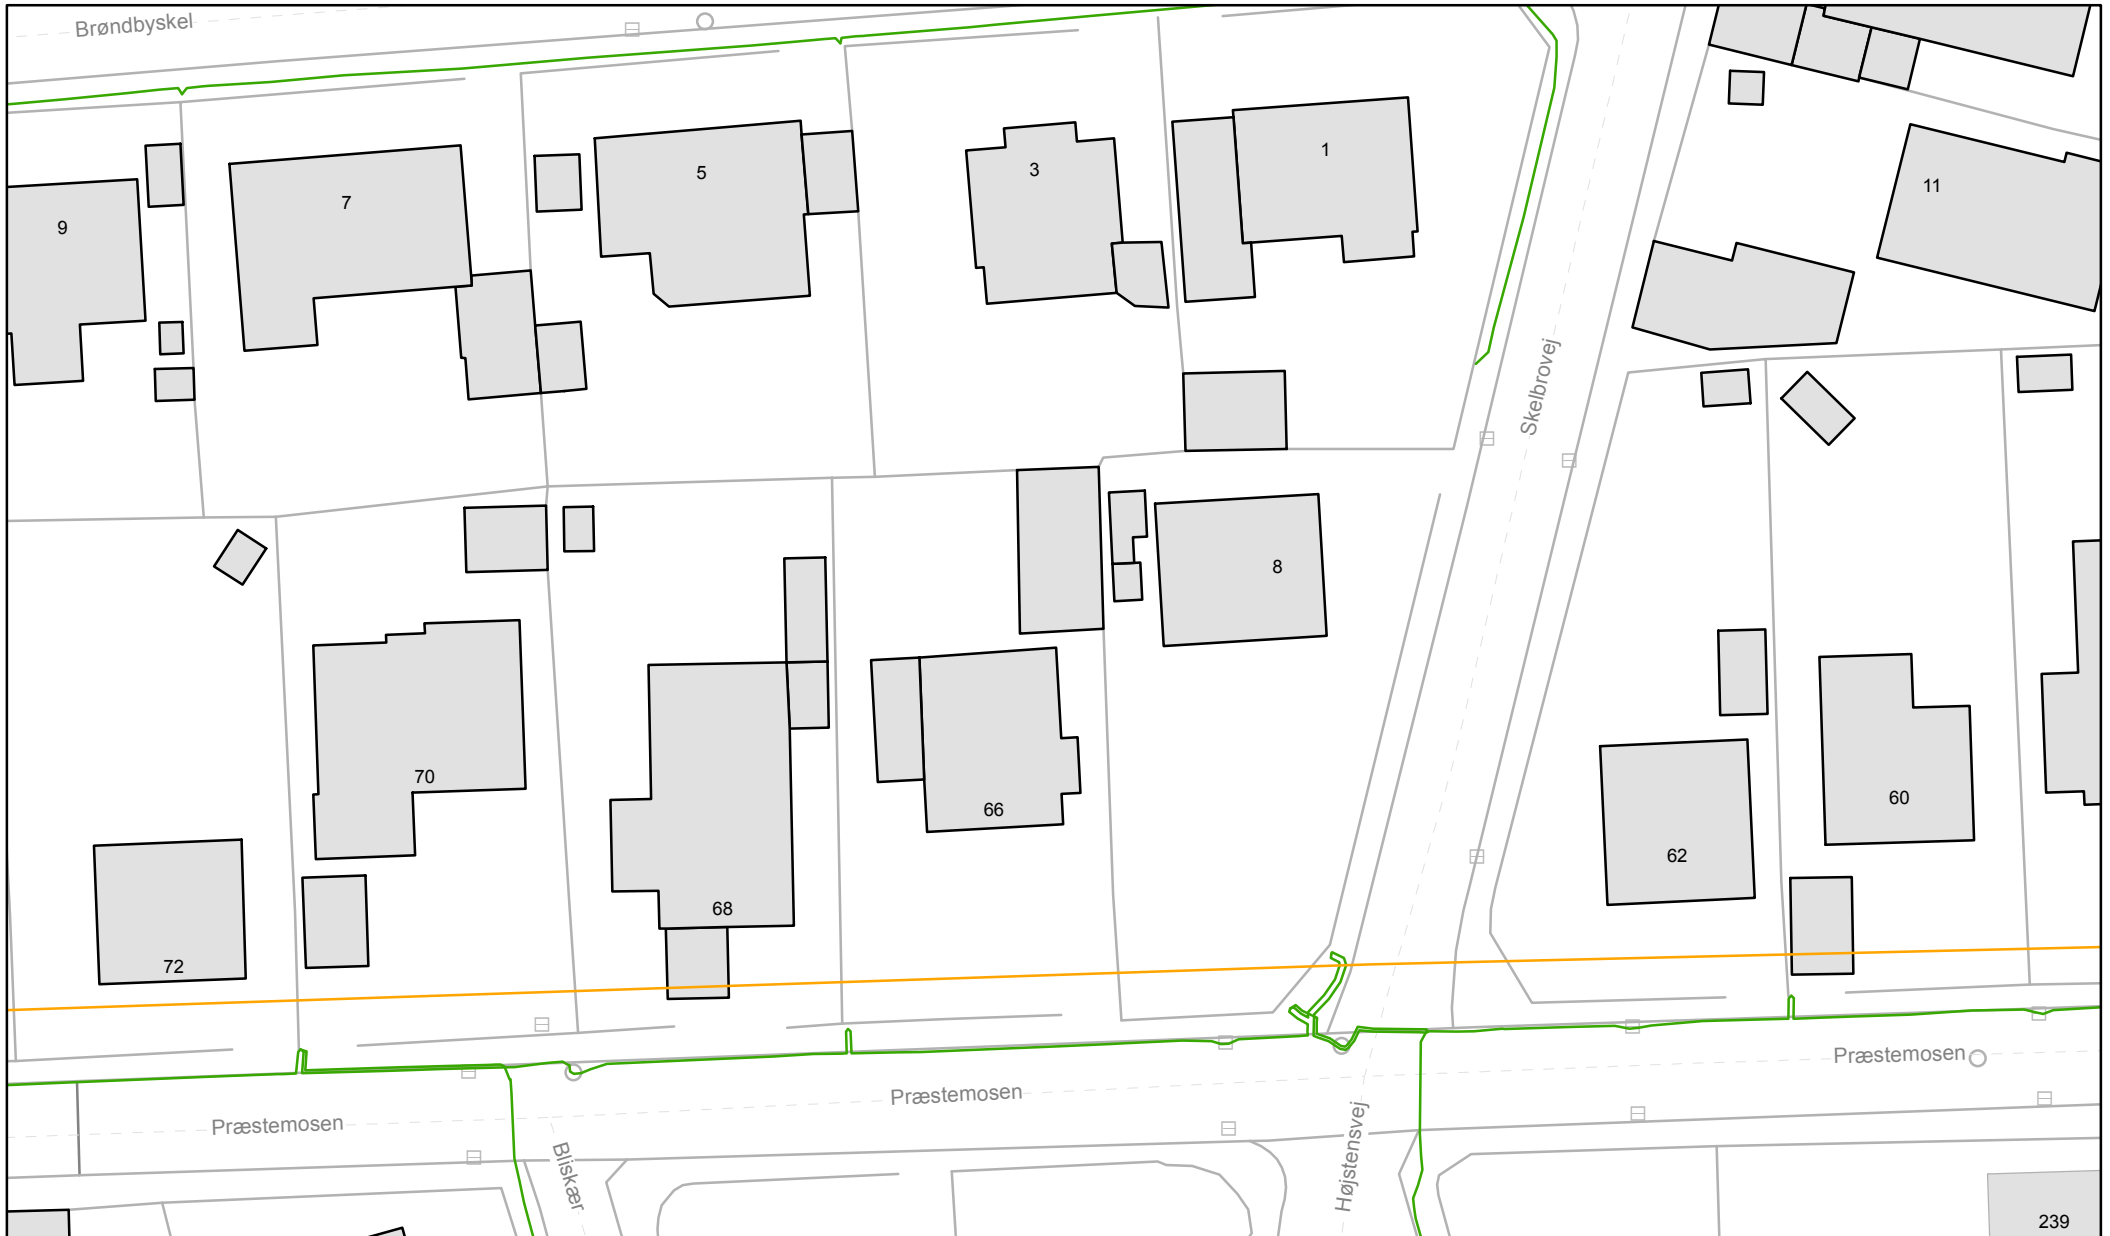 Brøndbyskel
9
7
5
3
1
11
Skelbrovej
8
70
66
60
62
68
72
Præstemosen
Præstemosen
Præstemosen
Bliskær
Højstensvej
239